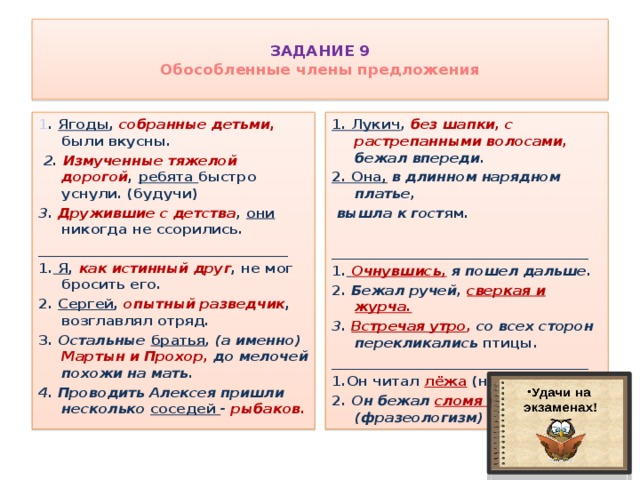 ЗАДАНИЕ 9
Обособленные члены предложения
1. Ягоды, собранные детьми,
были вкусны.
2. Измученные тяжелой
дорогой, ребята быстро
уснули. (будучи)
3. Дружившие с детства, они
никогда не ссорились.
1. Я, как истинный друг, не мог
бросить его.
2. Сергей, опытный разведчик,
возглавлял отряд.
3. Остальные братья, (а именно)
Мартын и Прохор, до мелочей
похожи на мать.
4. Проводить Алексея пришли
несколько соседей - рыбаков.
1. Лукич, без шапки, с
растрепанными волосами,
бежал впереди.
2. Она, в длинном нарядном
платье,
вышла к гостям.
1. Очнувшись, я пошел дальше.
2. Бежал ручей, сверкая и
журча.
3. Встречая утро, со всех сторон
перекликались птицы.
1.Он читал лёжа
2. Он бежал сломя
(фразеологизм)
•Удачи на
экзаменах!